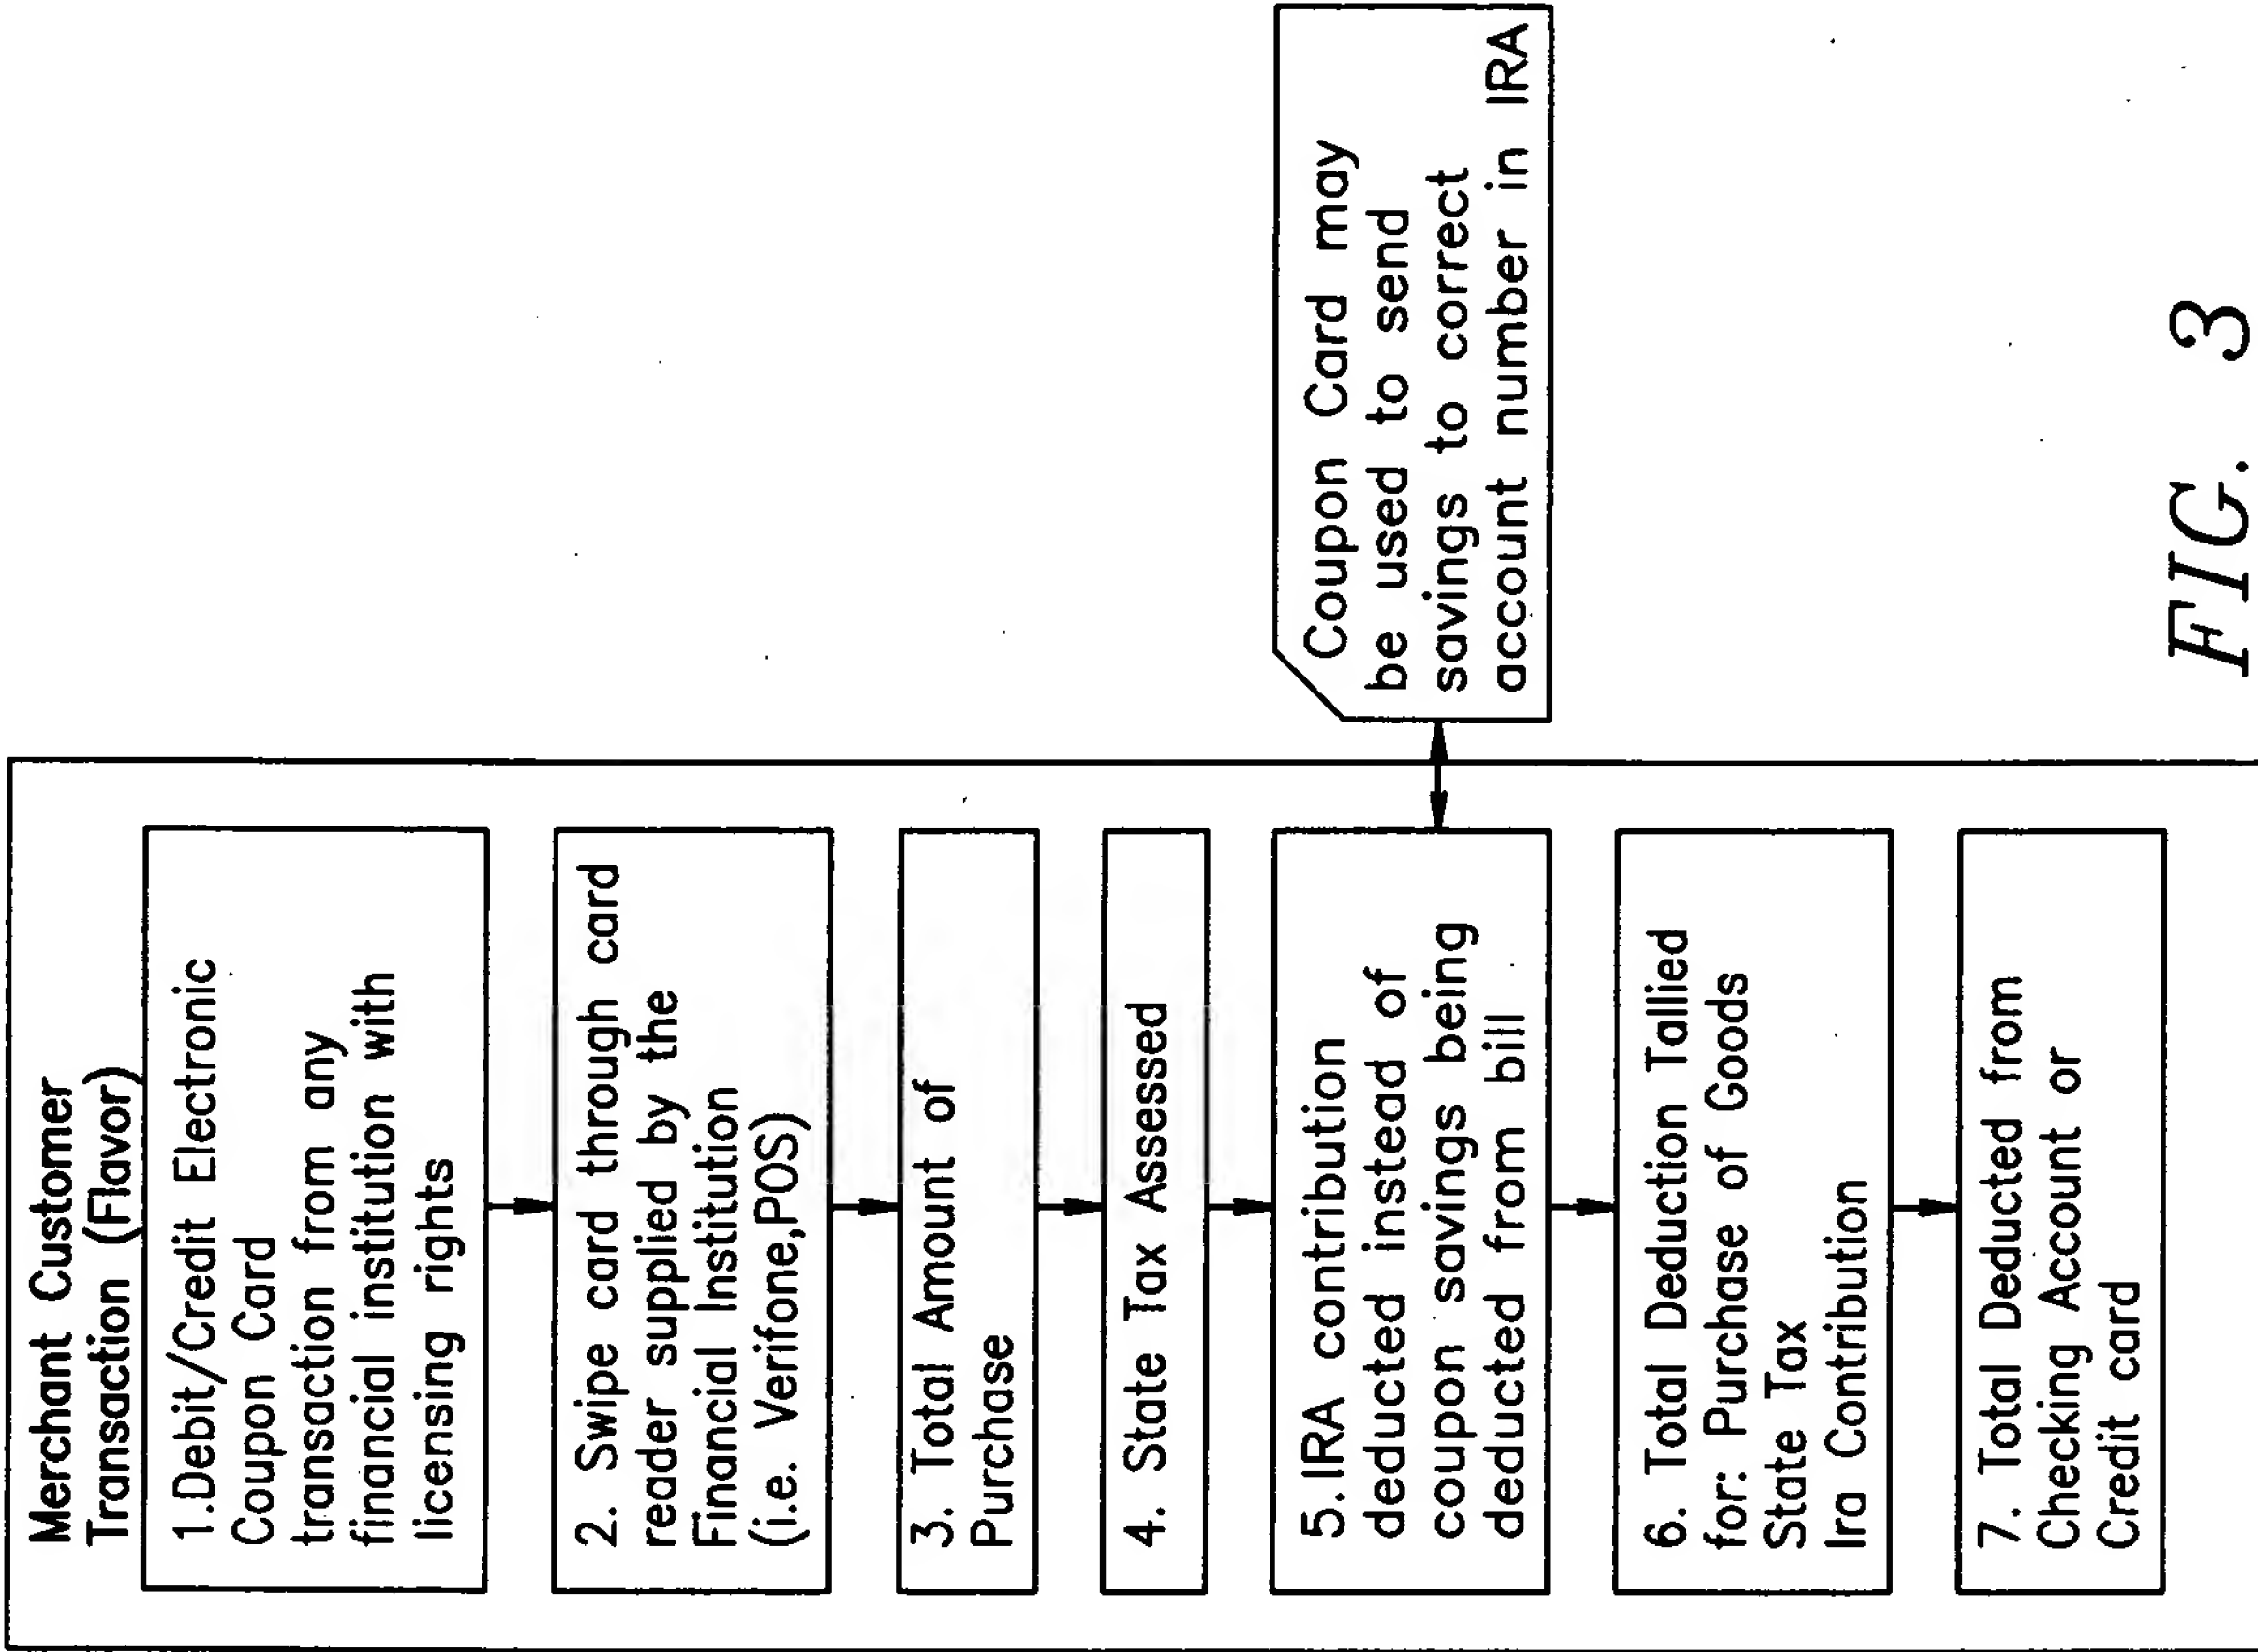 Merchant Customer
Transaction (Flavor)
1.Debit/Credit Electronic
Coupon Card
transaction from any
financial institution with
licensing rights
2. Swipe card through card
reader supplied by the
Financial Institution
(i.e. Verifone,POS)
3. Total Amount of
Purchase
4. State Tax Assessed
5.IRA contribution
deducted instead of
coupon savings being
deducted from bill
Coupon Card may
be used to send
savings to correct
account number in IRA
6. Total Deduction Tallied
for: Purchase of Goods
State Tax
Ira Contribution
7. Total Deducted from
Checking Account or
Credit card
FIG. 3